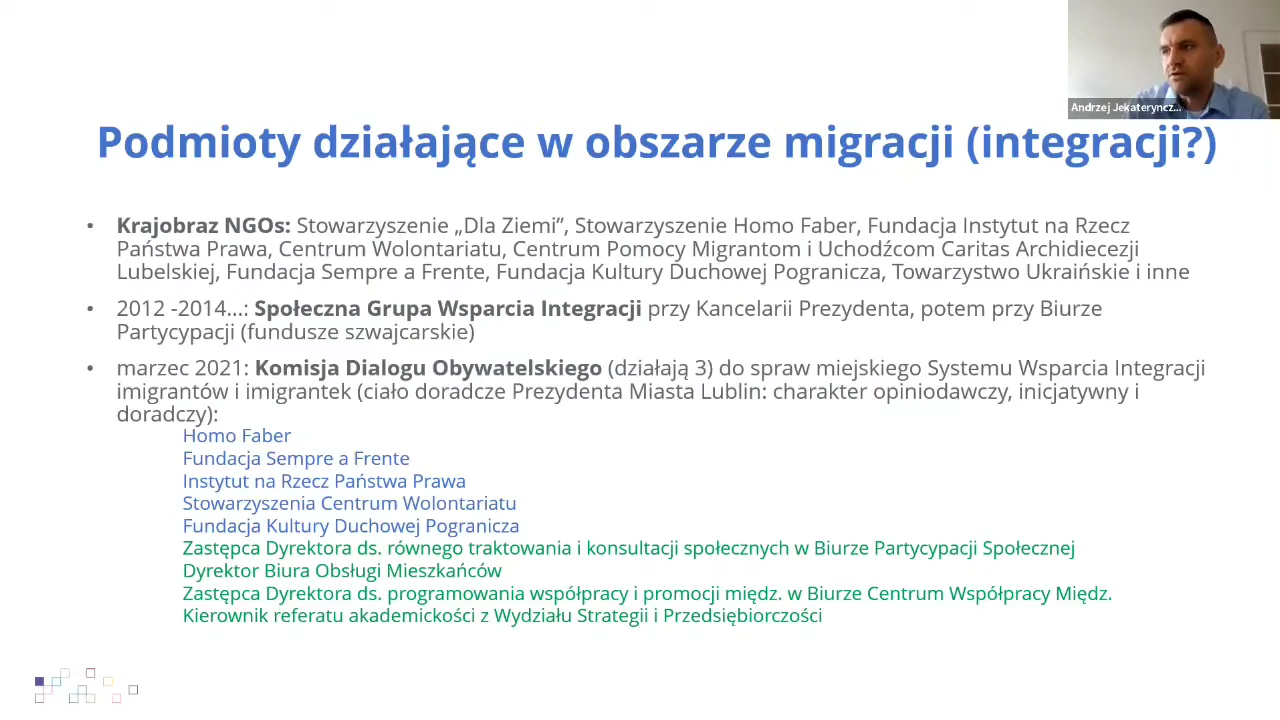 Andrzej Jekateryncz...
Podmioty działające w obszarze migracji (integracji?)
• Krajobraz NGOs: Stowarzyszenie „Dla Ziemi”, Stowarzyszenie Homo Faber, Fundacja Instytut na Rzecz
Państwa Prawa, Centrum Wolontariatu, Centrum Pomocy Migrantom i Uchodźcom Caritas Archidiecezji
Lubelskiej, Fundacja Sempre a Frente, Fundacja Kultury Duchowej Pogranicza, Towarzystwo Ukraińskie i inne
• 2012 -2014...: Społeczna Grupa Wsparcia Integracji przy Kancelarii Prezydenta, potem przy Biurze
Partycypacji (fundusze szwajcarskie)
• marzec 2021: Komisja Dialogu Obywatelskiego (działają 3) do spraw miejskiego Systemu Wsparcia Integracji
imigrantów i imigrantek (ciało doradcze Prezydenta Miasta Lublin: charakter opiniodawczy, inicjatywny i
doradczy):
Homo Faber
Fundacja Sempre a Frente
Instytut na Rzecz Państwa Prawa
Stowarzyszenia Centrum Wolontariatu
Fundacja Kultury Duchowej Pogranicza
Zastępca Dyrektora ds. równego traktowania i konsultacji społecznych w Biurze Partycypacji Społecznej
Dyrektor Biura Obsługi Mieszkańców
Zastępca Dyrektora ds. programowania współpracy i promocji międz. w Biurze Centrum Współpracy Międz.
Kierownik referatu akademickości z Wydziału Strategii i Przedsiębiorczości